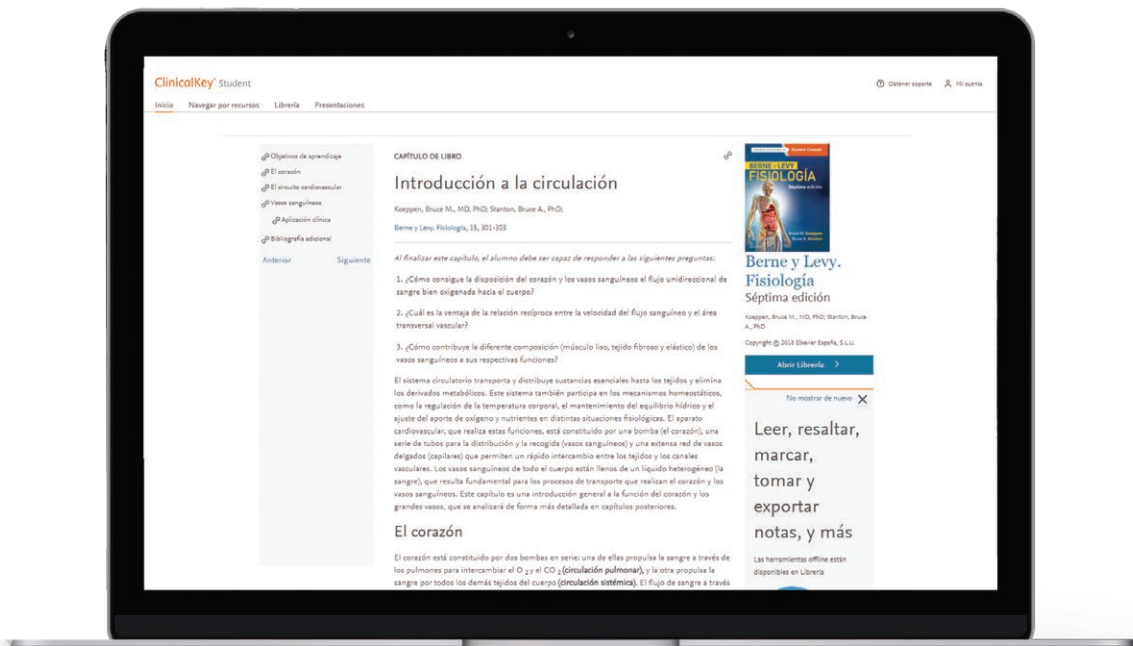 ClinicalKey® Student
Obtener soporte
Mi cuenta
Inicio
Navegar por recursos
Librería
Presentaciones
Objetivos de aprendizaje
El corazón
El circuito cardiovascular
Vasos sanguíneos
Aplicación clínica
Bibliografía adicional
Anterior
Siguiente
CAPÍTULO DE LIBRO
Introducción a la circulación
Koeppen, Bruce M., MD, PhD; Stanton, Bruce A., PhD;
Berne y Levy. Fisiología, 15, 301-303
Al finalizar este capítulo, el alumno debe ser capaz de responder a las siguientes preguntas:
1. ¿Cómo consigue la disposición del corazón y los vasos sanguíneos el flujo unidireccional de
sangre bien oxigenada hacia el cuerpo?
2. ¿Cuál es la ventaja de la relación recíproca entre la velocidad del flujo sanguíneo y el área
transversal vascular?
3. ¿Cómo contribuye la diferente composición (músculo liso, tejido fibroso y elástico) de los
vasos sanguíneos a sus respectivas funciones?
El sistema circulatorio transporta y distribuye sustancias esenciales hasta los tejidos y elimina
los derivados metabólicos. Este sistema también participa en los mecanismos homeostáticos,
como la regulación de la temperatura corporal, el mantenimiento del equilibrio hídrico y el
ajuste del aporte de oxígeno y nutrientes en distintas situaciones fisiológicas. El aparato
cardiovascular, que realiza estas funciones, está constituido por una bomba (el corazón), una
serie de tubos para la distribución y la recogida (vasos sanguíneos) y una extensa red de vasos
delgados (capilares) que permiten un rápido intercambio entre los tejidos y los canales
vasculares. Los vasos sanguíneos de todo el cuerpo están llenos de un líquido heterogéneo (la
sangre), que resulta fundamental para los procesos de transporte que realizan el corazón y los
vasos sanguíneos. Este capítulo es una introducción general a la función del corazón y los
grandes vasos, que se analizará de forma más detallada en capítulos posteriores.
El corazón
El corazón está constituido por dos bombas en serie: una de ellas propulsa la sangre a través de
los pulmones para intercambiar el O 2 y el CO 2 (circulación pulmonar), y la otra propulsa la
sangre por todos los demás tejidos del cuerpo (circulación sistémica). El flujo de sangre a través
Student Consult
BERNE Y LEVY
FISIOLOGÍA
Séptima edición
Berne y Levy.
Fisiología
Séptima edición
Koeppen, Bruce M., MD, PhD; Stanton, Bruce
A., PhD
Copyright © 2018 Elsevier España, S.L.U.
Abrir Librería
No mostrar de nuevo
Leer, resaltar,
marcar,
tomar y
exportar
notas, y más
Las herramientas offline están
disponibles en Librería